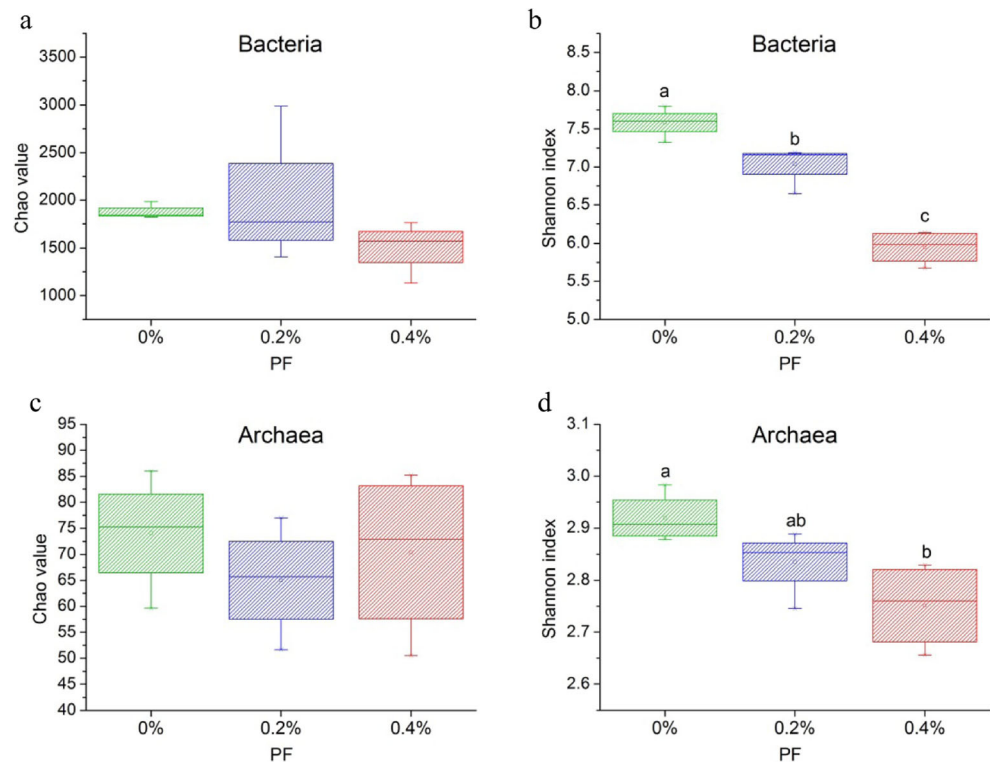 a
Bacteria
3500
3000
2500
2000
1500
1000
Chao value
0% 0.2% 0.4%
PF
b
Bacteria
8.5
8.0
7.5
7.0
6.5
6.0
5.5
5.0
Shannon index
a
b
c
0% 0.2% 0.4%
PF
c
Archaea
95
90
85
80
75
70
65
60
55
50
45
40
Chao value
0% 0.2% 0.4%
PF
d
Archaea
3.1
3.0
2.9
2.8
2.7
2.6
Shannon index
a
ab
b
0% 0.2% 0.4%
PF